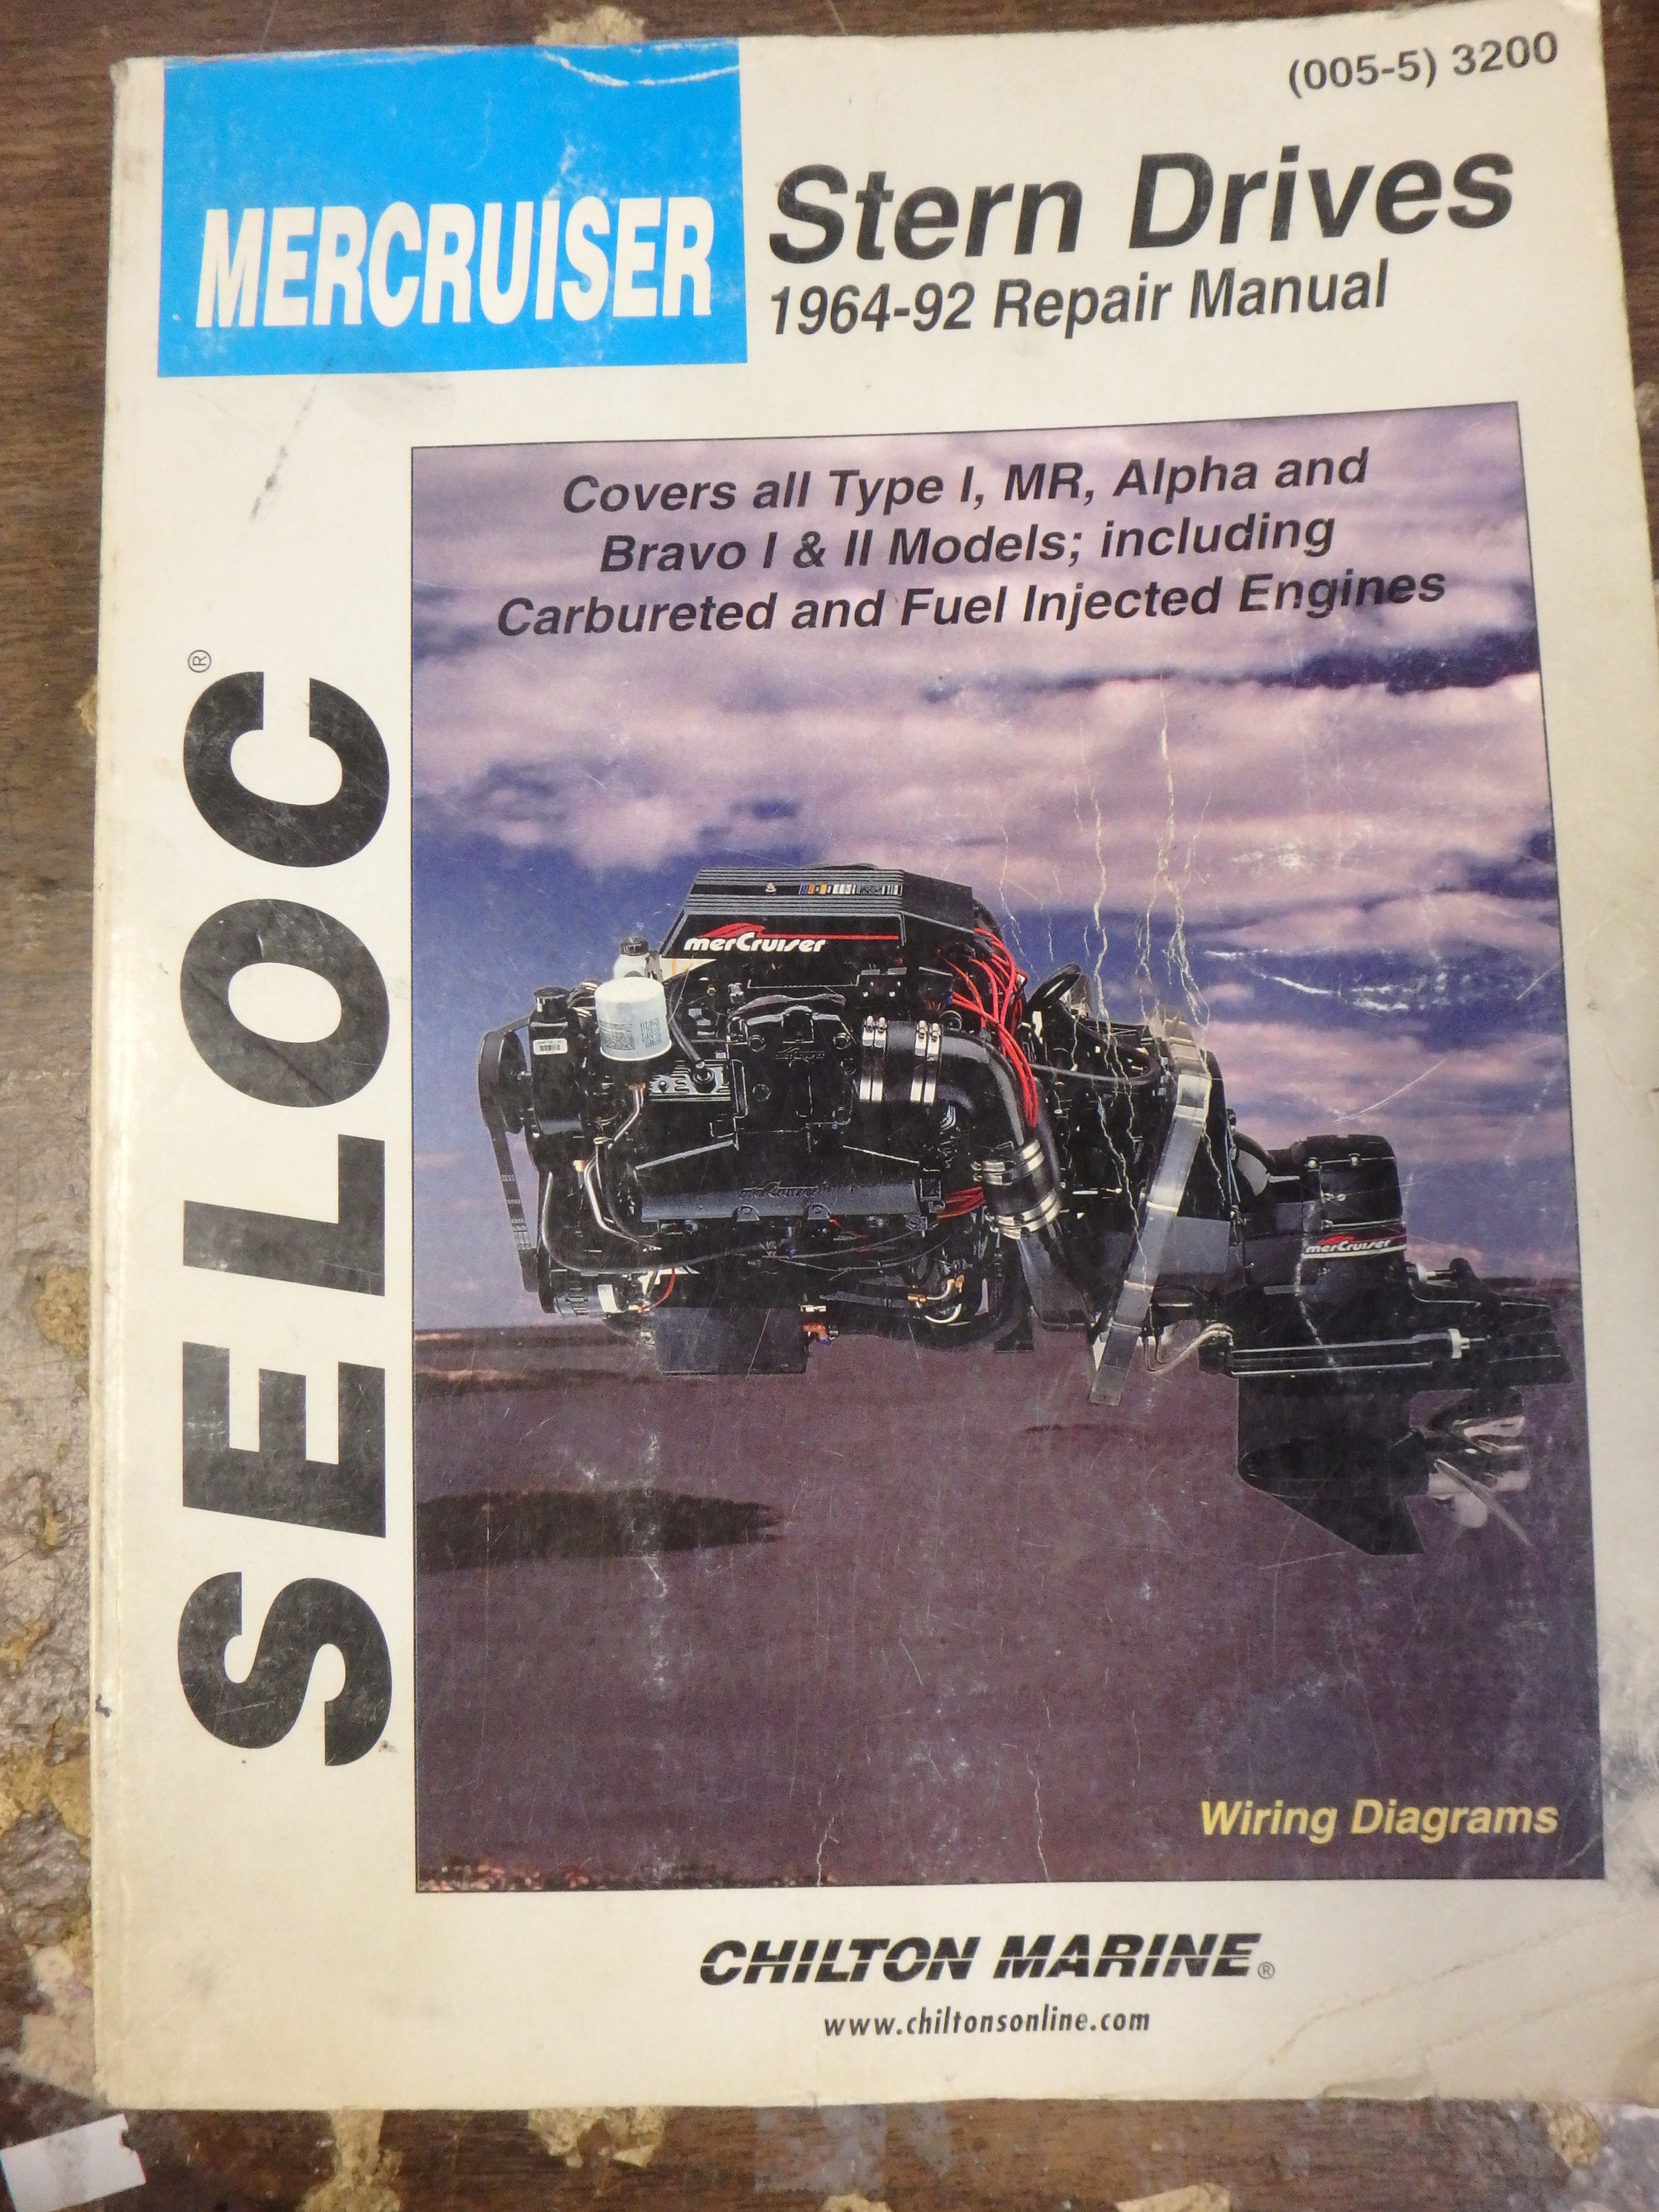 (005-5) 3200
MERCRUISER
Stern Drives
1964-92 Repair Manual
Covers all Type I, MR, Alpha and
Bravo I & II Models; including
Carbureted and Fuel Injected Engines
SELOC®
merCruiser
merCruiser
merCruiser
Wiring Diagrams
CHILTON MARINE®
www.chiltonsonline.com